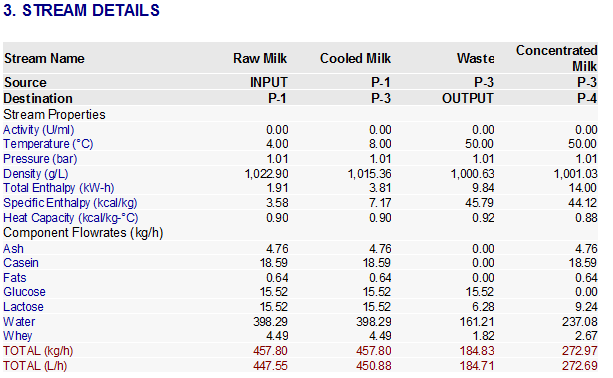 3. STREAM DETAILS
Stream Name Raw Milk Cooled Milk Waste Concentrated Milk
Source INPUT P-1 P-3 P-3
Destination P-1 P-3 OUTPUT P-4
Stream Properties
Activity (U/ml) 0.00 0.00 0.00 0.00
Temperature (°C) 4.00 8.00 50.00 50.00
Pressure (bar) 1.01 1.01 1.01 1.01
Density (g/L) 1,022.90 1,015.36 1,000.63 1,001.03
Total Enthalpy (kW-h) 1.91 3.81 9.84 14.00
Specific Enthalpy (kcal/kg) 3.58 7.17 45.79 44.12
Heat Capacity (kcal/kg-°C) 0.90 0.90 0.92 0.88
Component Flowrates (kg/h)
Ash 4.76 4.76 0.00 4.76
Casein 18.59 18.59 0.00 18.59
Fats 0.64 0.64 0.00 0.64
Glucose 15.52 15.52 15.52 0.00
Lactose 15.52 15.52 6.28 9.24
Water 398.29 398.29 161.21 237.08
Whey 4.49 4.49 1.82 2.67
TOTAL (kg/h) 457.80 457.80 184.83 272.97
TOTAL (L/h) 447.55 450.88 184.71 272.69